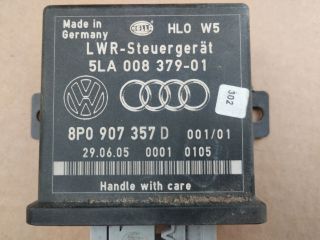 Made in
Germany
HELLA
HLO W5
LWR-Steuergerät
5LA 008 379-01
302
8P0 907 357 D 001/01
29.06.05 0001 0105
Handle with care